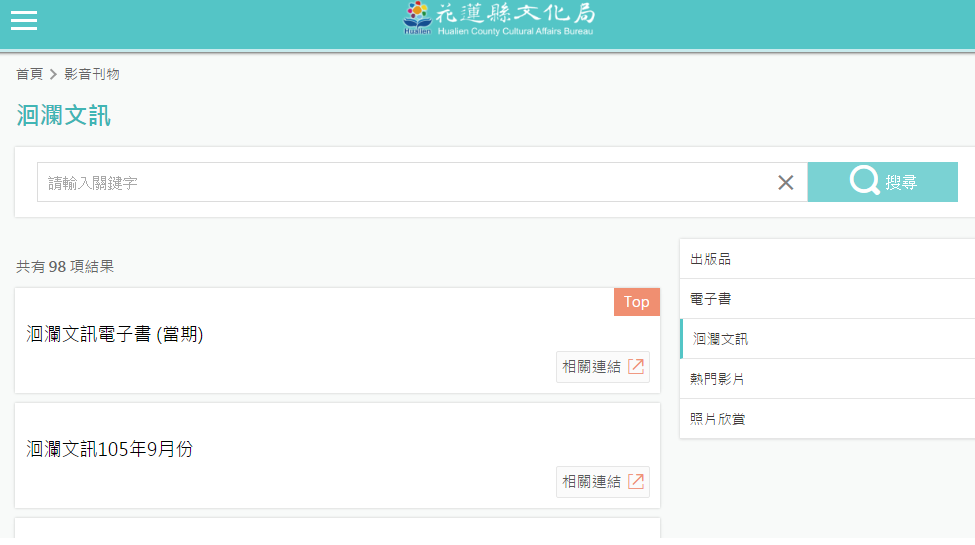 花蓮縣文化局
Hualien
Hualien County Cultural Affairs Bureau
首頁 > 影音刊物
洄瀾文訊
請輸入關鍵字
搜尋
共有 98 項結果
Top
洄瀾文訊電子書 (當期)
相關連結
洄瀾文訊105年9月份
相關連結
出版品
電子書
洄瀾文訊
熱門影片
照片欣賞